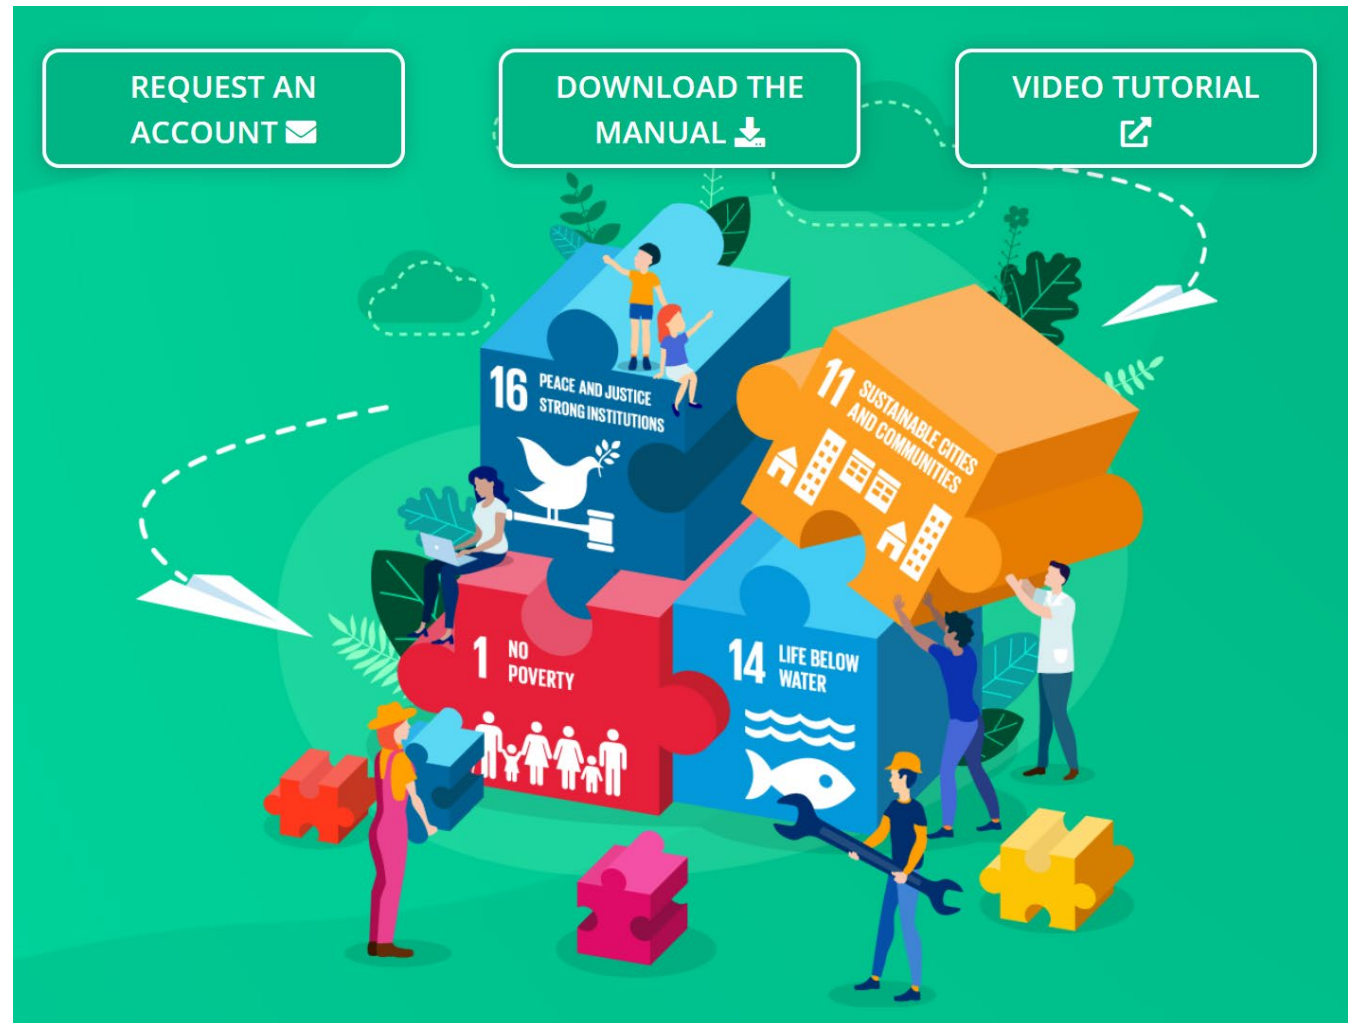 REQUEST AN
ACCOUNT
DOWNLOAD THE
MANUAL
VIDEO TUTORIAL
16 PEACE AND JUSTICE
STRONG INSTITUTIONS
11 SUSTAINABLE CITIES
AND COMMUNITIES
1 NO
POVERTY
14 LIFE BELOW
WATER